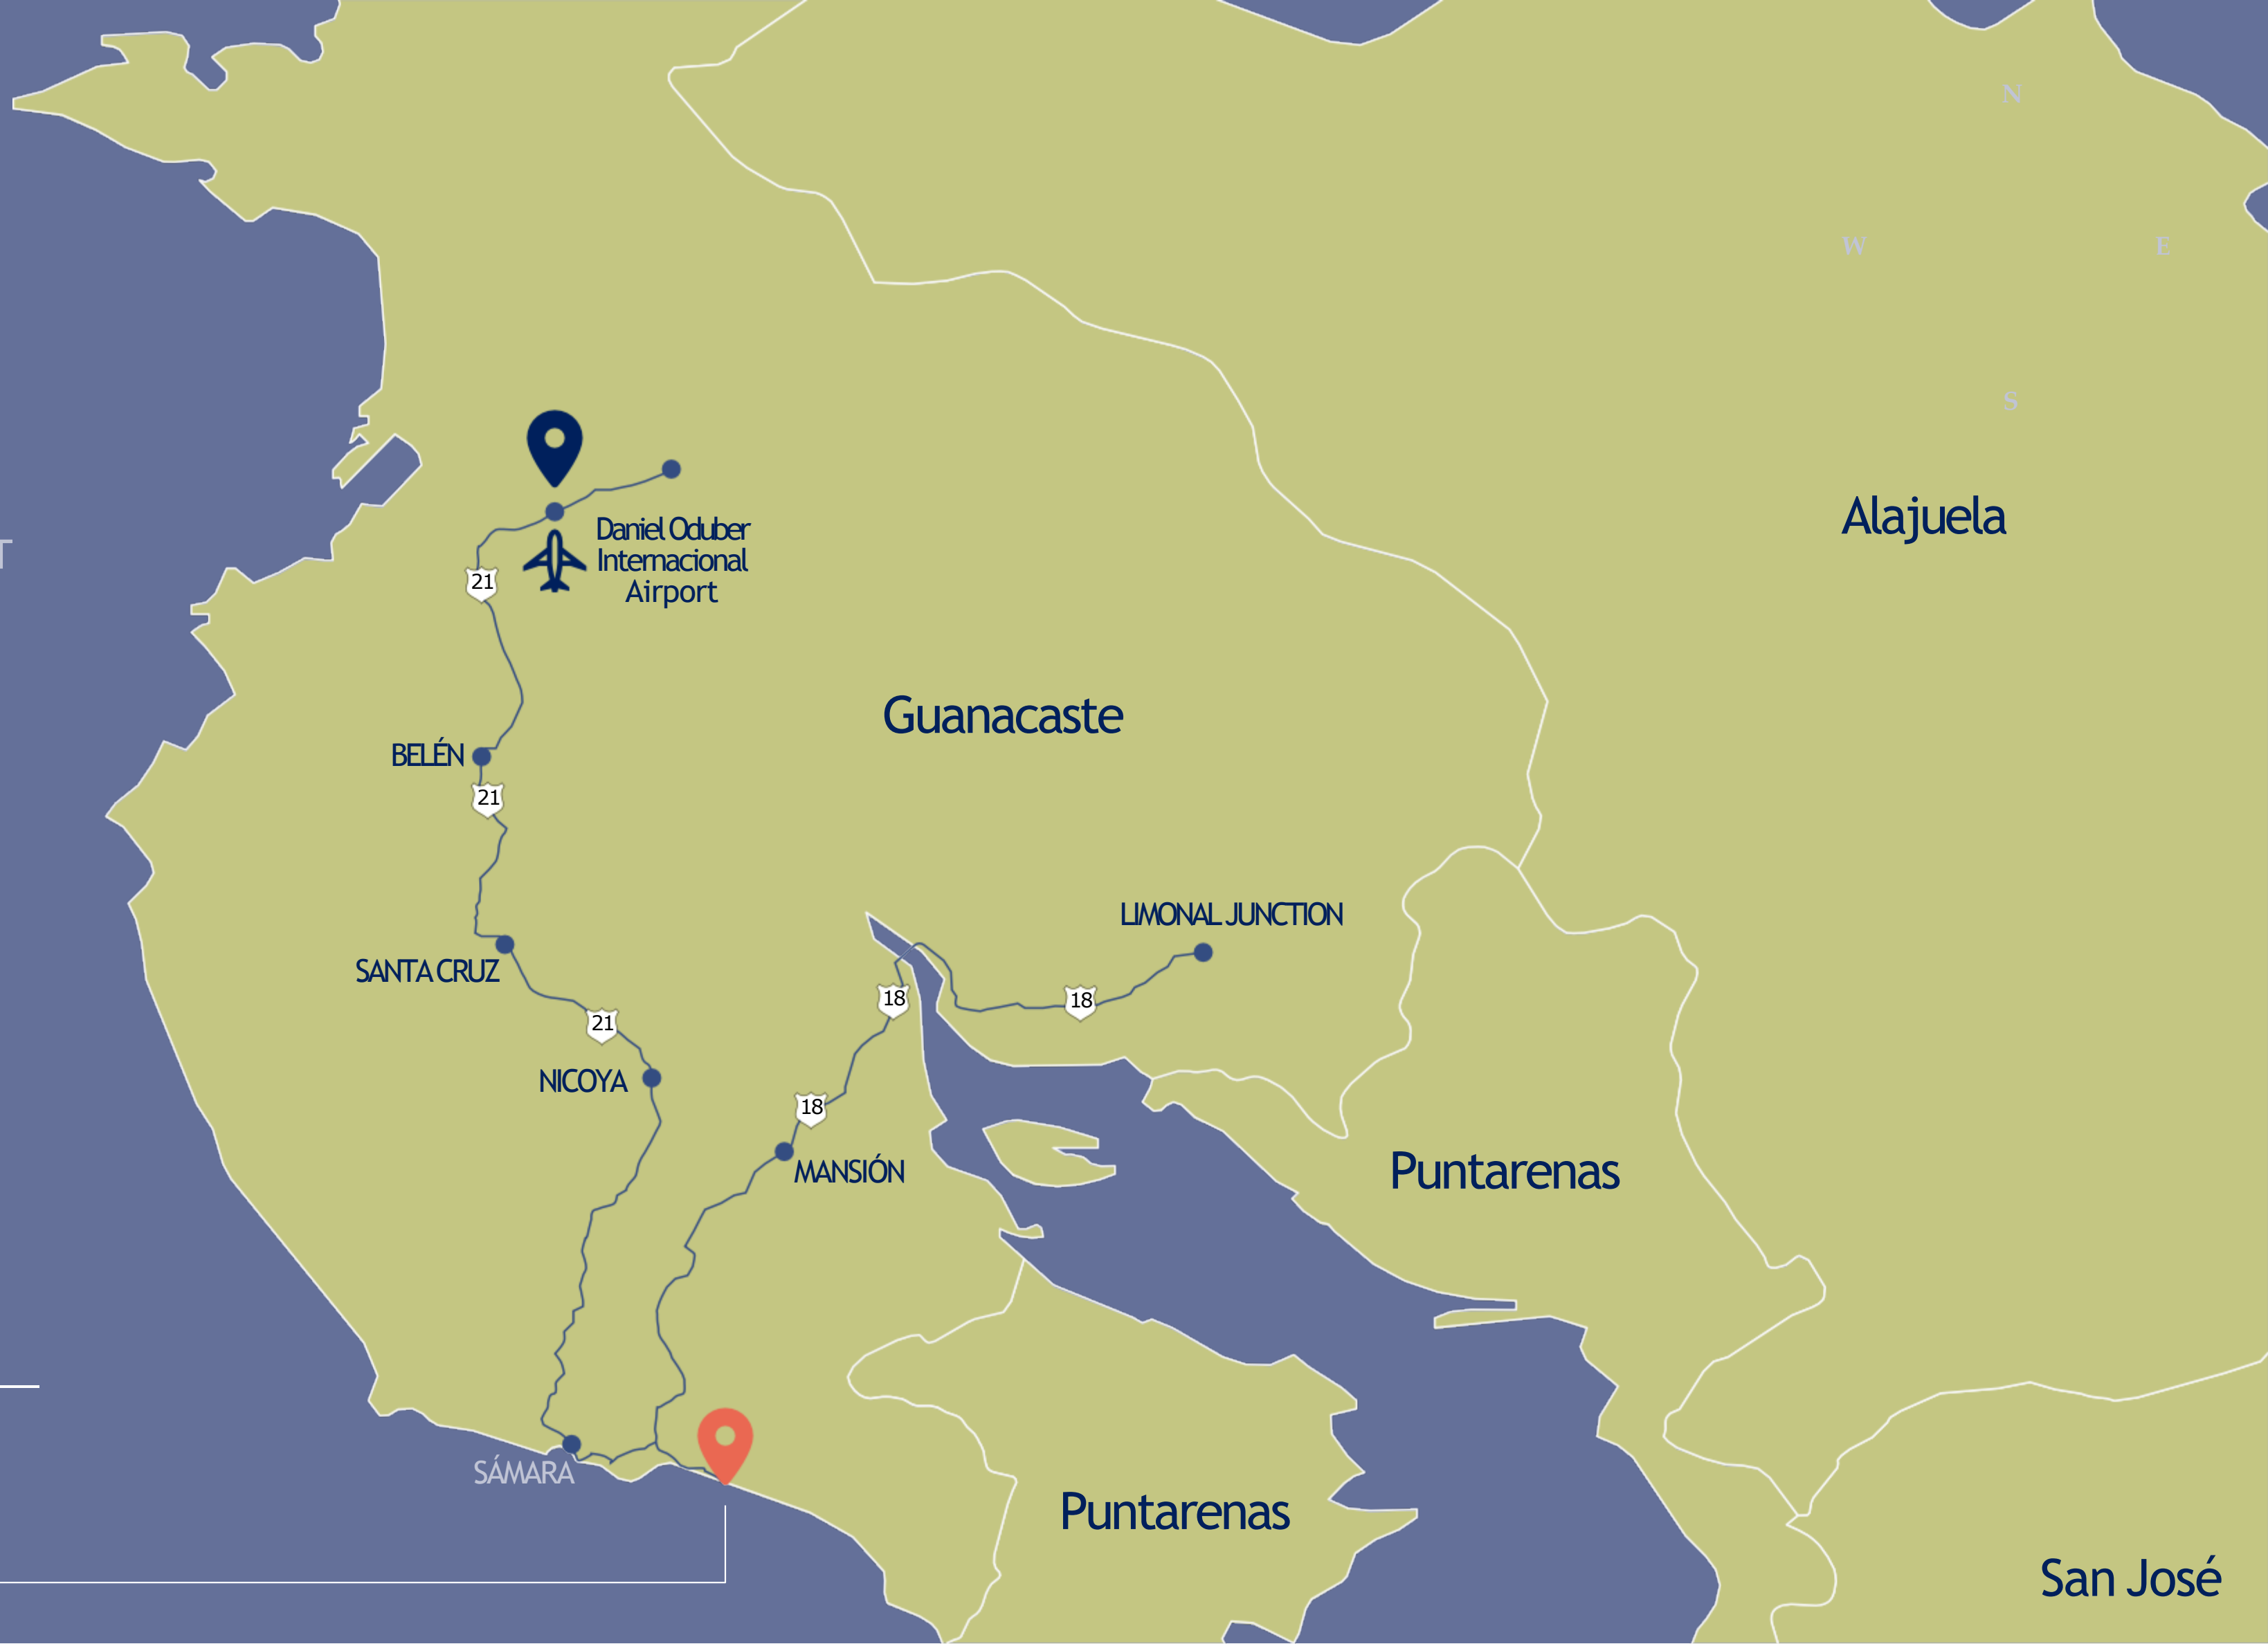 N
W
E
S
Alajuela
Daniel Oduber
Internacional
Airport
21
Guanacaste
BELÉN
21
LIMONAL JUNCTION
SANTA CRUZ
18
18
21
NICOYA
18
MANSIÓN
Puntarenas
SÁMARA
Puntarenas
San José